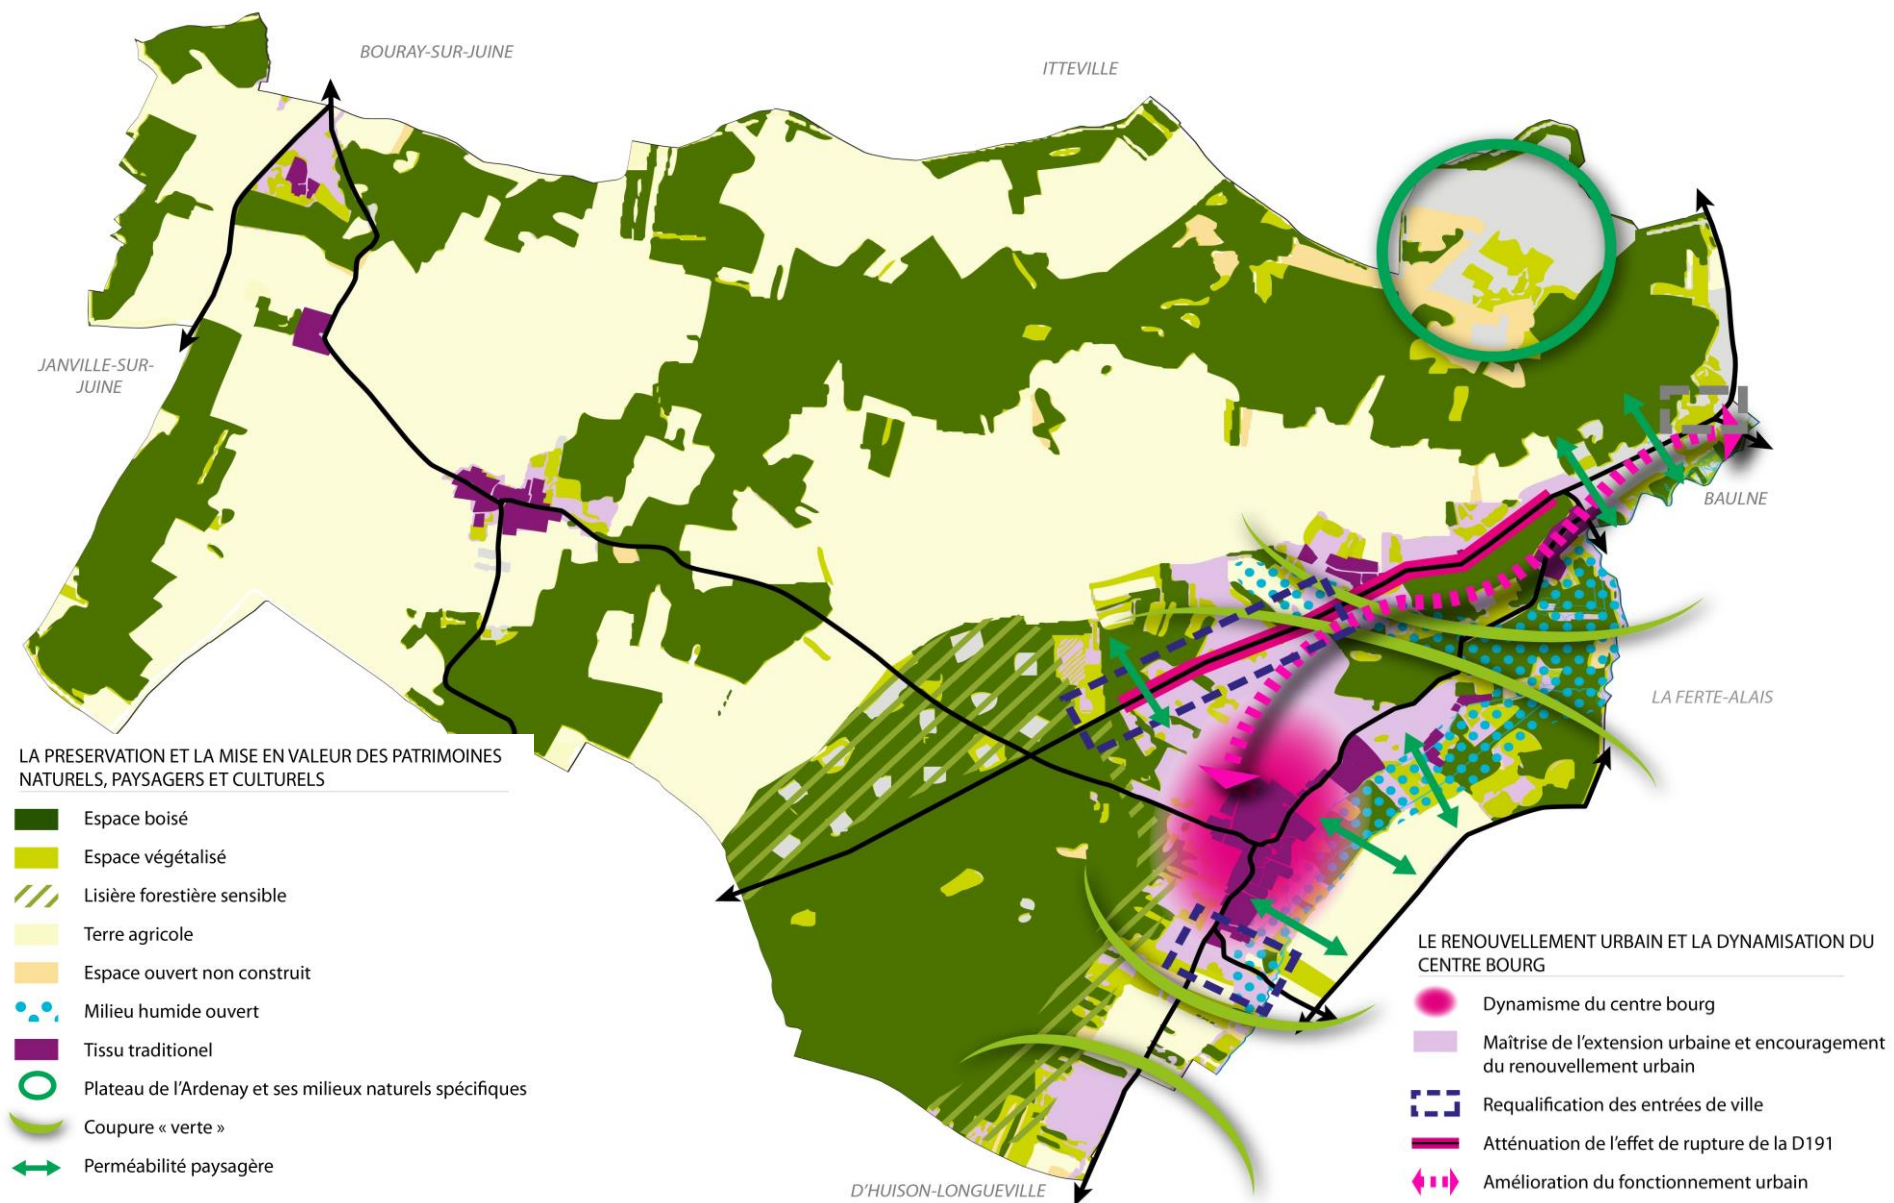 BOURAY-SUR-JUINE
ITTEVILLE
JANVILLE-SUR-
JUINE
BAULNE
LA FERTE-ALAIS
D'HUISON-LONGUEVILLE
LA PRESERVATION ET LA MISE EN VALEUR DES PATRIMOINES
NATURELS, PAYSAGERS ET CULTURELS
Espace boisé
Espace végétalisé
Lisière forestière sensible
Terre agricole
Espace ouvert non construit
Milieu humide ouvert
Tissu traditionel
Plateau de l'Ardenay et ses milieux naturels spécifiques
Coupure « verte »
Perméabilité paysagère
LE RENOUVELLEMENT URBAIN ET LA DYNAMISATION DU
CENTRE BOURG
Dynamisme du centre bourg
Maîtrise de l'extension urbaine et encouragement
du renouvellement urbain
Requalification des entrées de ville
Atténuation de l'effet de rupture de la D191
Amélioration du fonctionnement urbain